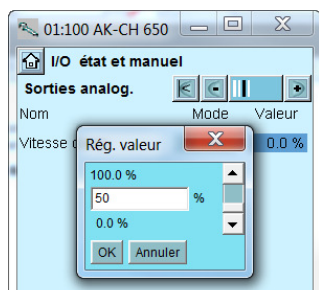 01:100 AK-CH 650
I/O état et manuel
Sorties analog.
Nom Mode Valeur
Vitesse 0.0 %
Rég. valeur
100.0 %
50 %
0.0 %
OK Annuler